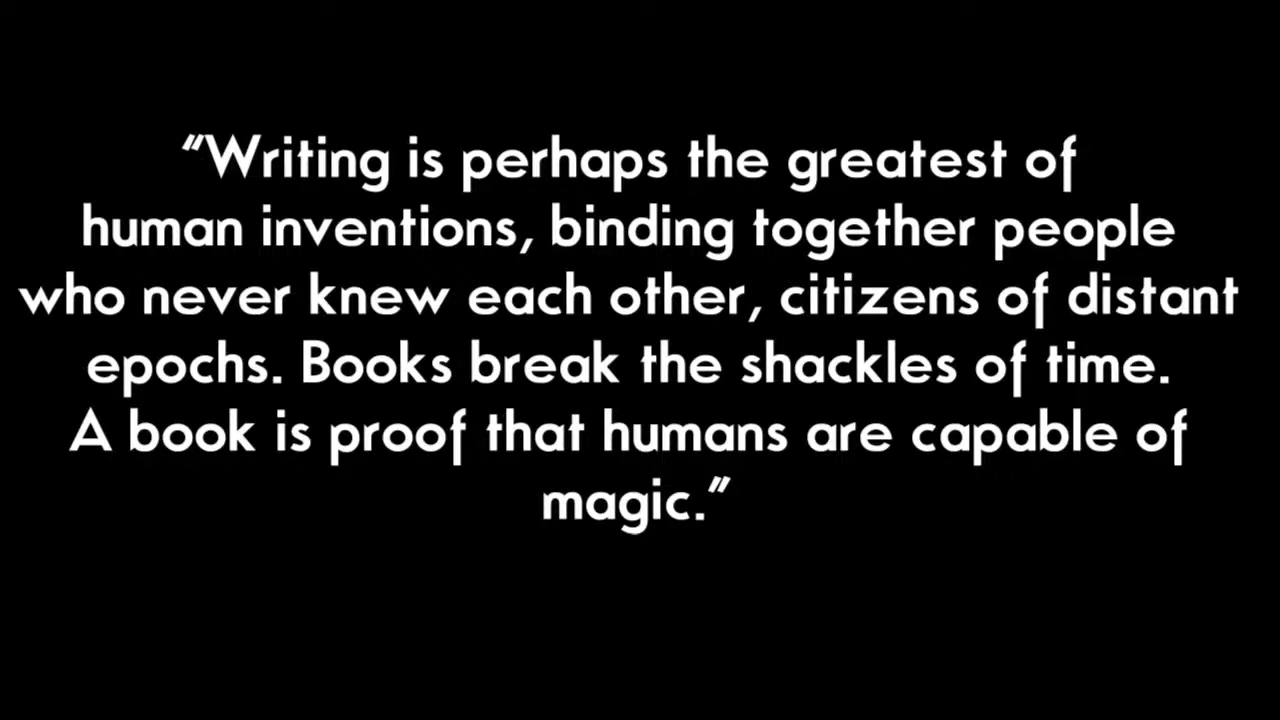 “Writing is perhaps the greatest of
human inventions, binding together people
who never knew each other, citizens of distant
epochs. Books break the shackles of time.
A book is proof that humans are capable of
magic.”